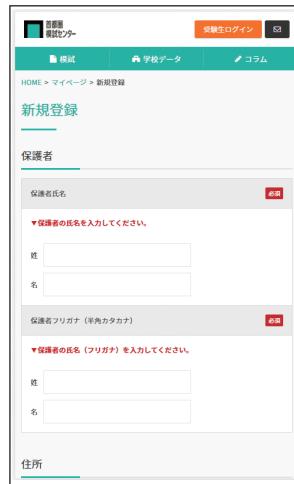 首都圏
模試センター
受験生ログイン
模試
学校データ
コラム
HOME > マイページ > 新規登録
新規登録
保護者
保護者氏名 必須
▼保護者の氏名を入力してください。
姓
名
保護者フリガナ（半角カタカナ） 必須
▼保護者の氏名（フリガナ）を入力してください。
姓
名
住所